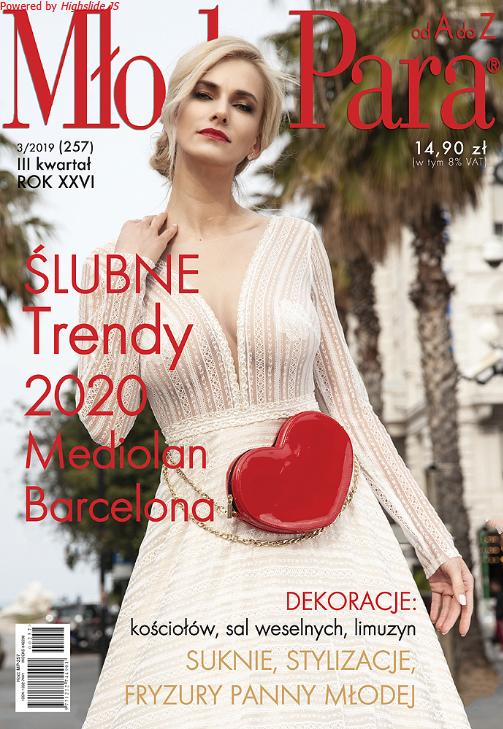 Powered by Highslide JS
Młoda Para®
od A do Z
3/2019 (257)
III kwartał
ROK XXVI
14,90 zł
(w tym 8% VAT)
ŚLUBNE
Trendy
2020
Mediolan
Barcelona
DEKORACJE:
kościołów, sal weselnych, limuzyn
SUKNIE, STYLIZACJE,
FRYZURY PANNY MŁODEJ